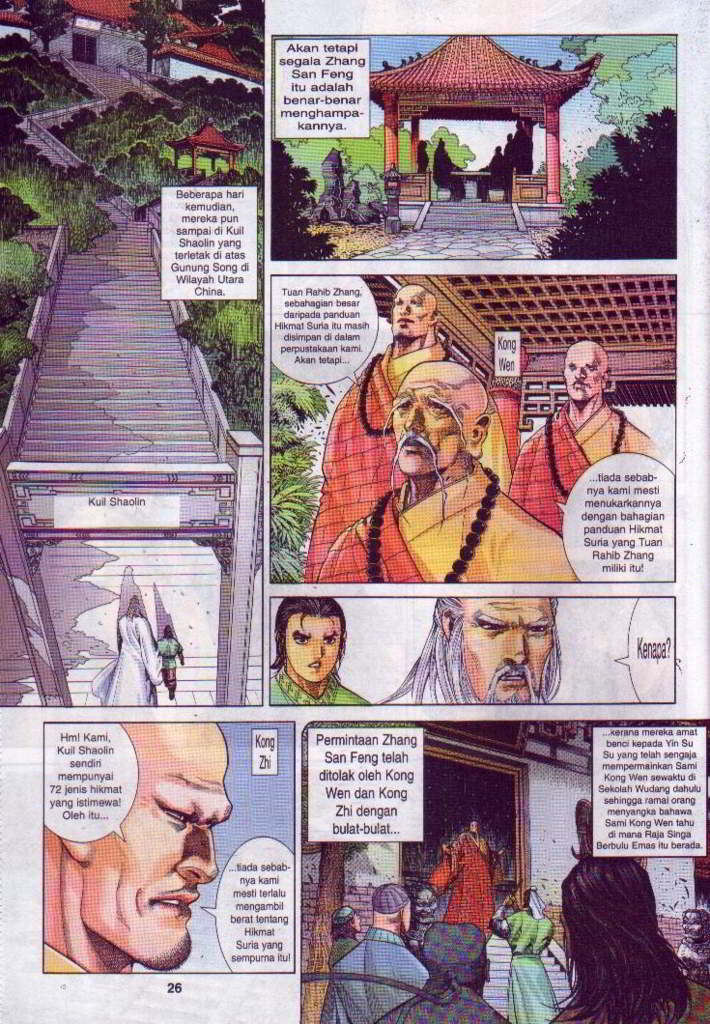 Beberapa hari
kemudian,
mereka pun
sampai di Kuil
Shaolin yang
terletak di atas
Gunung Song di
Wilayah Utara
China.
Kuil Shaolin
Akan tetapi
segala Zhang
San Feng
itu adalah
benar-benar
menghampa-
kannya.
Tuan Rahib Zhang,
sebahagian besar
daripada panduan
Hikmat Suria itu masih
disimpan di dalam
perpustakaan kami.
Akan tetapi...
Kong
Wen
...tiada sebab-
nya kami mesti
menukarkannya
dengan bahagian
panduan Hikmat
Suria yang Tuan
Rahib Zhang
miliki itu!
Kenapa?
Hm! Kami,
Kuil Shaolin
sendiri
mempunyai
72 jenis hikmat
yang istimewa!
Oleh itu...
Kong
Zhi
...tiada sebab-
nya kami
mesti terlalu
mengambil
berat tentang
Hikmat
Suria yang
sempurna itu!
Permintaan Zhang
San Feng telah
ditolak oleh Kong
Wen dan Kong
Zhi dengan
bulat-bulat...
...kerana mereka amat
benci kepada Yin Su
Su yang telah sengaja
mempermainkan Sami
Kong Wen sewaktu di
Sekolah Wudang dahulu
sehingga ramai orang
menyangka bahawa
Sami Kong Wen tahu
di mana Raja Singa
Berbulu Emas itu berada.
26